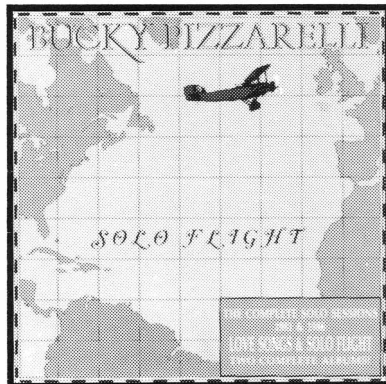 BUCKY PIZZARELLI
SOLO FLIGHT
THE COMPLETE SOLO SESSIONS
LOVE SONGS & SOLO FLIGHT
TWO COMPLETE ALBUMS